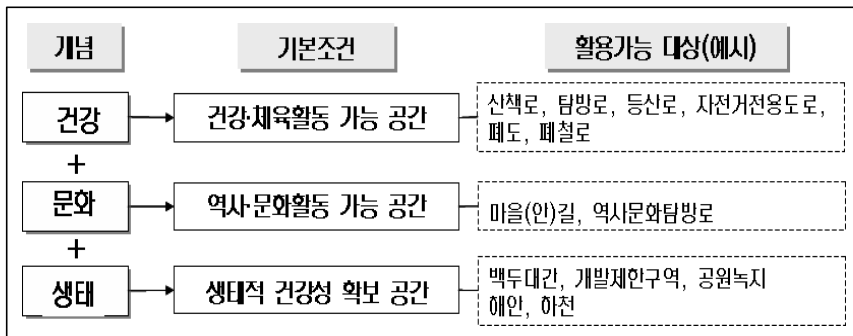 개념 기본조건 활용가능 대상(예시)
건강 건강·체육활동 가능 공간 산책로, 탐방로, 등산로, 자전거전용도로,
폐도, 폐철로
+
문화 역사·문화활동 가능 공간 마을(안)길, 역사문화탐방로
+
생태 생태적 건강성 확보 공간 백두대간, 개발제한구역, 공원녹지
해안, 하천